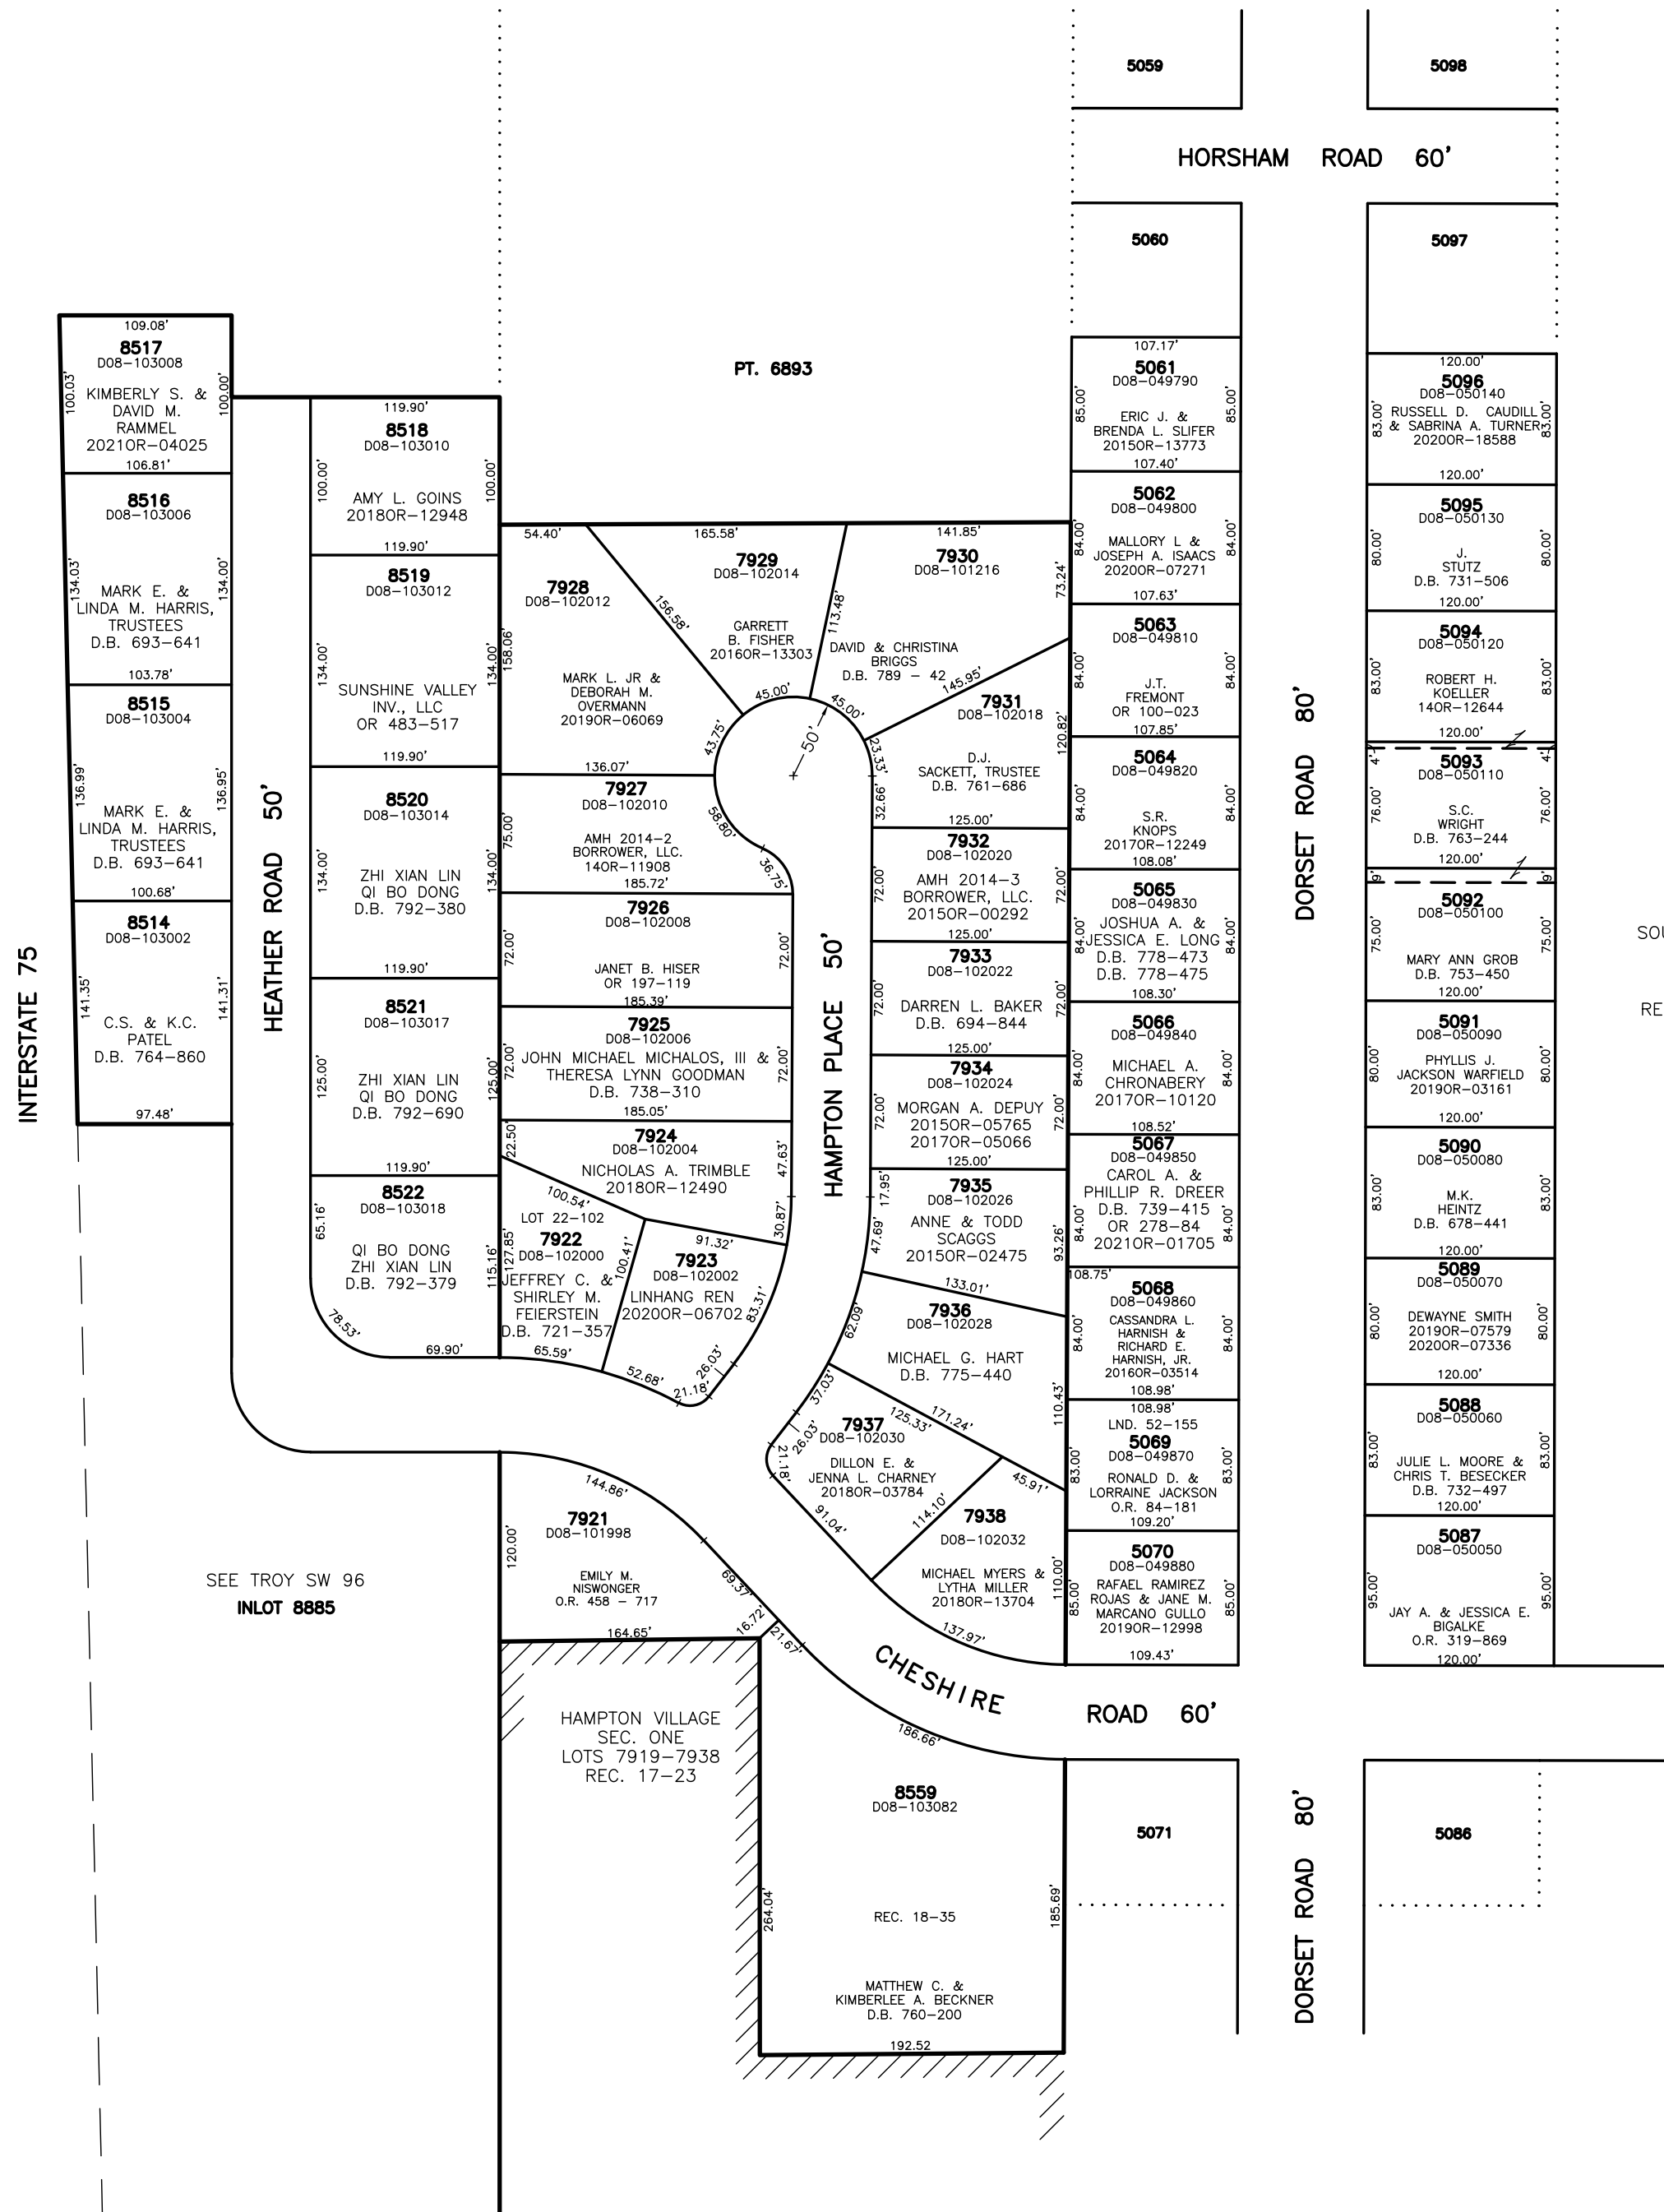 5059
5098
HORSHAM ROAD 60'
5060
5097
PT. 6893
INTERSTATE 75
109.08'
8517
D08-103008
100.03'
100.00'
KIMBERLY S. &
DAVID M.
RAMMEL
2021OR-04025
106.81'
8516
D08-103006
134.03'
134.00'
MARK E. &
LINDA M. HARRIS,
TRUSTEES
D.B. 693-641
103.78'
8515
D08-103004
136.99'
136.95'
MARK E. &
LINDA M. HARRIS,
TRUSTEES
D.B. 693-641
100.68'
8514
D08-103002
141.35'
141.31'
C.S. & K.C.
PATEL
D.B. 764-860
97.48'
HEATHER ROAD 50'
119.90'
8518
D08-103010
100.00'
100.00'
AMY L. GOINS
2018OR-12948
119.90'
8519
D08-103012
134.00'
134.00'
SUNSHINE VALLEY
INV., LLC
OR 483-517
119.90'
8520
D08-103014
134.00'
134.00'
ZHI XIAN LIN
QI BO DONG
D.B. 792-380
119.90'
8521
D08-103017
125.00'
125.00'
ZHI XIAN LIN
QI BO DONG
D.B. 792-690
119.90'
8522
D08-103018
65.16'
115.16'
QI BO DONG
ZHI XIAN LIN
D.B. 792-379
78.53'
69.90'
54.40'
7928
D08-102012
158.06'
156.58'
MARK L. JR &
DEBORAH M.
OVERMANN
2019OR-06069
43.75'
136.07'
165.58'
7929
D08-102014
GARRETT
B. FISHER
2016OR-13303
113.48'
45.00'
141.85'
7930
D08-101216
73.24'
DAVID & CHRISTINA
BRIGGS
D.B. 789 - 42
145.95'
45.00'
50'
7931
D08-102018
120.82'
23.33'
32.66'
D.J.
SACKETT, TRUSTEE
D.B. 761-686
125.00'
7927
D08-102010
75.00'
58.80'
36.75'
AMH 2014-2
BORROWER, LLC.
14OR-11908
185.72'
7926
D08-102008
72.00'
72.00'
JANET B. HISER
OR 197-119
185.39'
7925
D08-102006
72.00'
72.00'
JOHN MICHAEL MICHALOS, III &
THERESA LYNN GOODMAN
D.B. 738-310
185.05'
7924
D08-102004
22.50'
47.63'
NICHOLAS A. TRIMBLE
2018OR-12490
100.54'
30.87'
LOT 22-102
7922
D08-102000
127.85'
100.41'
JEFFREY C. &
SHIRLEY M.
FEIERSTEIN
D.B. 721-357
65.59'
91.32'
7923
D08-102002
LINHANG REN
2020OR-06702
83.31'
26.03'
52.68'
21.18'
HAMPTON PLACE 50'
7932
D08-102020
72.00'
72.00'
AMH 2014-3
BORROWER, LLC.
2015OR-00292
125.00'
7933
D08-102022
72.00'
72.00'
DARREN L. BAKER
D.B. 694-844
125.00'
7934
D08-102024
72.00'
72.00'
MORGAN A. DEPUY
2015OR-05765
2017OR-05066
125.00'
7935
D08-102026
17.95'
47.69'
93.26'
ANNE & TODD
SCAGGS
2015OR-02475
133.01'
7936
D08-102028
62.09'
110.43'
MICHAEL G. HART
D.B. 775-440
171.24'
125.33'
37.03'
26.03'
21.18'
7937
D08-102030
DILLON E. &
JENNA L. CHARNEY
2018OR-03784
91.04'
114.10'
45.91'
7938
D08-102032
MICHAEL MYERS &
LYTHA MILLER
2018OR-13704
110.00'
137.97'
144.86'
7921
D08-101998
120.00'
EMILY M.
NISWONGER
O.R. 458 - 717
69.37'
16.72'
21.67'
164.65'
SEE TROY SW 96
INLOT 8885
HAMPTON VILLAGE
SEC. ONE
LOTS 7919-7938
REC. 17-23
CHESHIRE ROAD 60'
186.66'
8559
D08-103082
264.04'
185.69'
REC. 18-35
MATTHEW C. &
KIMBERLEE A. BECKNER
D.B. 760-200
192.52
107.17'
5061
D08-049790
85.00'
85.00'
ERIC J. &
BRENDA L. SLIFER
2015OR-13773
107.40'
5062
D08-049800
84.00'
84.00'
MALLORY L &
JOSEPH A. ISAACS
2020OR-07271
107.63'
5063
D08-049810
84.00'
84.00'
J.T.
FREMONT
OR 100-023
107.85'
5064
D08-049820
84.00'
84.00'
S.R.
KNOPS
2017OR-12249
108.08'
5065
D08-049830
84.00'
84.00'
JOSHUA A. &
JESSICA E. LONG
D.B. 778-473
D.B. 778-475
108.30'
5066
D08-049840
84.00'
84.00'
MICHAEL A.
CHRONABERY
2017OR-10120
108.52'
5067
D08-049850
84.00'
84.00'
CAROL A. &
PHILLIP R. DREER
D.B. 739-415
OR 278-84
2021OR-01705
108.75'
5068
D08-049860
84.00'
84.00'
CASSANDRA L.
HARNISH &
RICHARD E.
HARNISH, JR.
2016OR-03514
108.98'
108.98'
LND. 52-155
5069
D08-049870
83.00'
83.00'
RONALD D. &
LORRAINE JACKSON
O.R. 84-181
109.20'
5070
D08-049880
85.00'
85.00'
RAFAEL RAMIREZ
ROJAS & JANE M.
MARCANO GULLO
2019OR-12998
109.43'
DORSET ROAD 80'
120.00'
5096
D08-050140
83.00'
83.00'
RUSSELL D. CAUDILL
& SABRINA A. TURNER
2020OR-18588
120.00'
5095
D08-050130
80.00'
80.00'
J.
STUTZ
D.B. 731-506
120.00'
5094
D08-050120
83.00'
83.00'
ROBERT H.
KOELLER
14OR-12644
120.00'
4'
4'
5093
D08-050110
76.00'
76.00'
S.C.
WRIGHT
D.B. 763-244
120.00'
9'
9'
5092
D08-050100
75.00'
75.00'
MARY ANN GROB
D.B. 753-450
120.00'
5091
D08-050090
80.00'
80.00'
PHYLLIS J.
JACKSON WARFIELD
2019OR-03161
120.00'
5090
D08-050080
83.00'
83.00'
M.K.
HEINTZ
D.B. 678-441
120.00'
5089
D08-050070
80.00'
80.00'
DEWAYNE SMITH
2019OR-07579
2020OR-07336
120.00'
5088
D08-050060
83.00'
83.00'
JULIE L. MOORE &
CHRIS T. BESECKER
D.B. 732-497
120.00'
5087
D08-050050
95.00'
95.00'
JAY A. & JESSICA E.
BIGALKE
O.R. 319-869
120.00'
SOU
RE
5071
DORSET ROAD 80'
5086